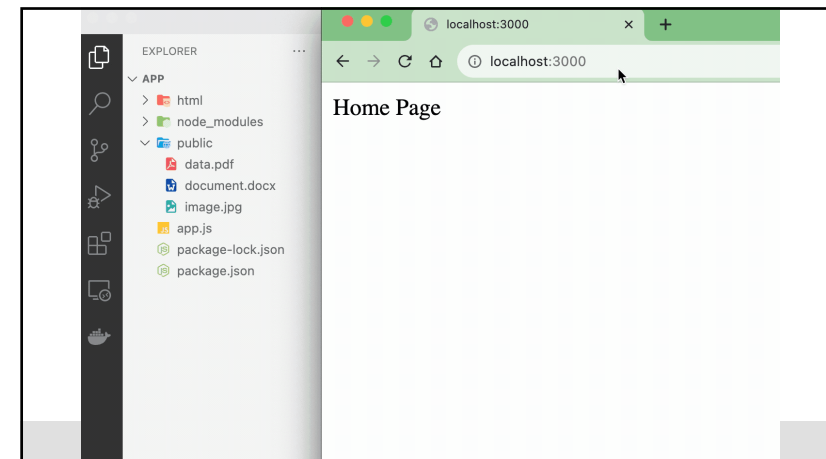 EXPLORER ...
APP
html
node_modules
public
data.pdf
document.docx
image.jpg
JS app.js
package-lock.json
package.json
localhost:3000
localhost:3000
Home Page